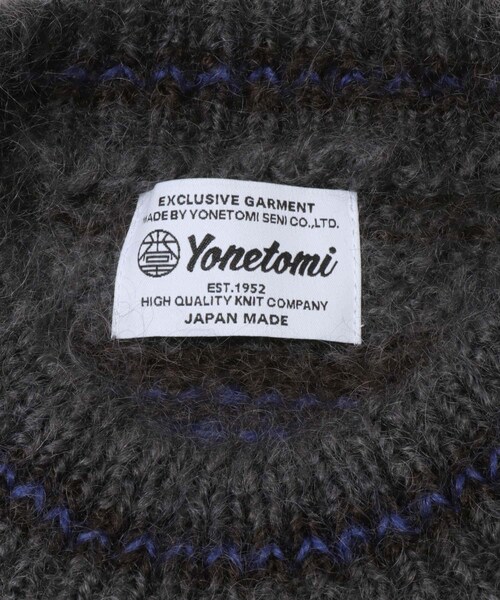 EXCLUSIVE GARMENT
MADE BY YONETOMI SENI CO.,LTD.
Yonetomi
EST.1952
HIGH QUALITY KNIT COMPANY
JAPAN MADE